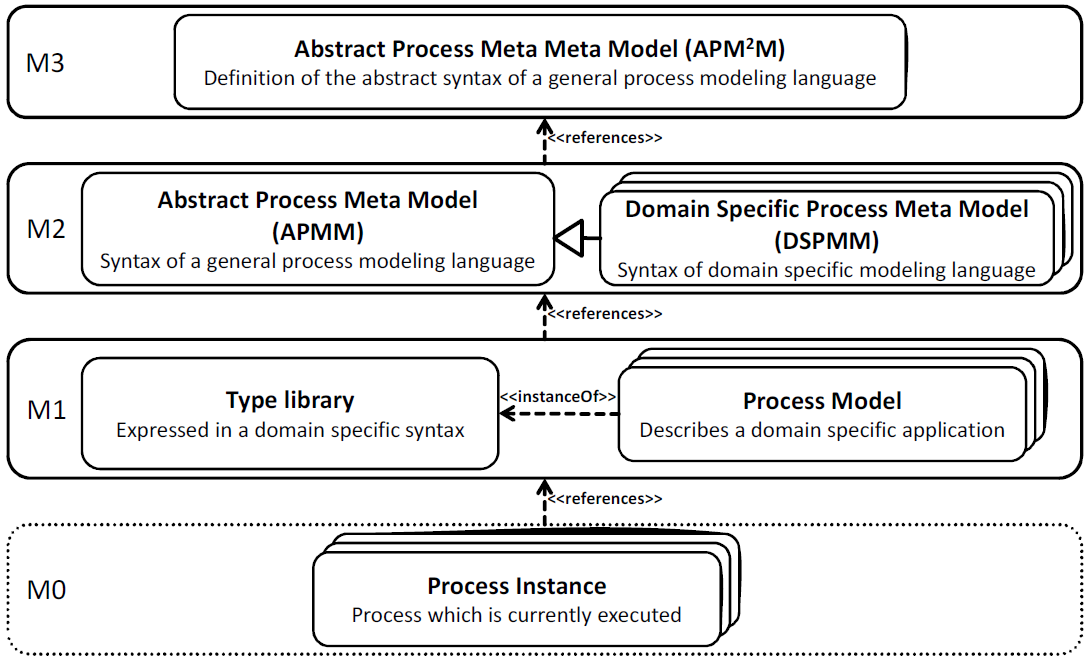 M3
Abstract Process Meta Meta Model (APM²M)
Definition of the abstract syntax of a general process modeling language
<<references>>
M2
Abstract Process Meta Model
(APMM)
Syntax of a general process modeling language
Domain Specific Process Meta Model
(DSPMM)
Syntax of domain specific modeling language
<<references>>
M1
Type library
Expressed in a domain specific syntax
<<instanceOf>>
Process Model
Describes a domain specific application
<<references>>
M0
Process Instance
Process which is currently executed